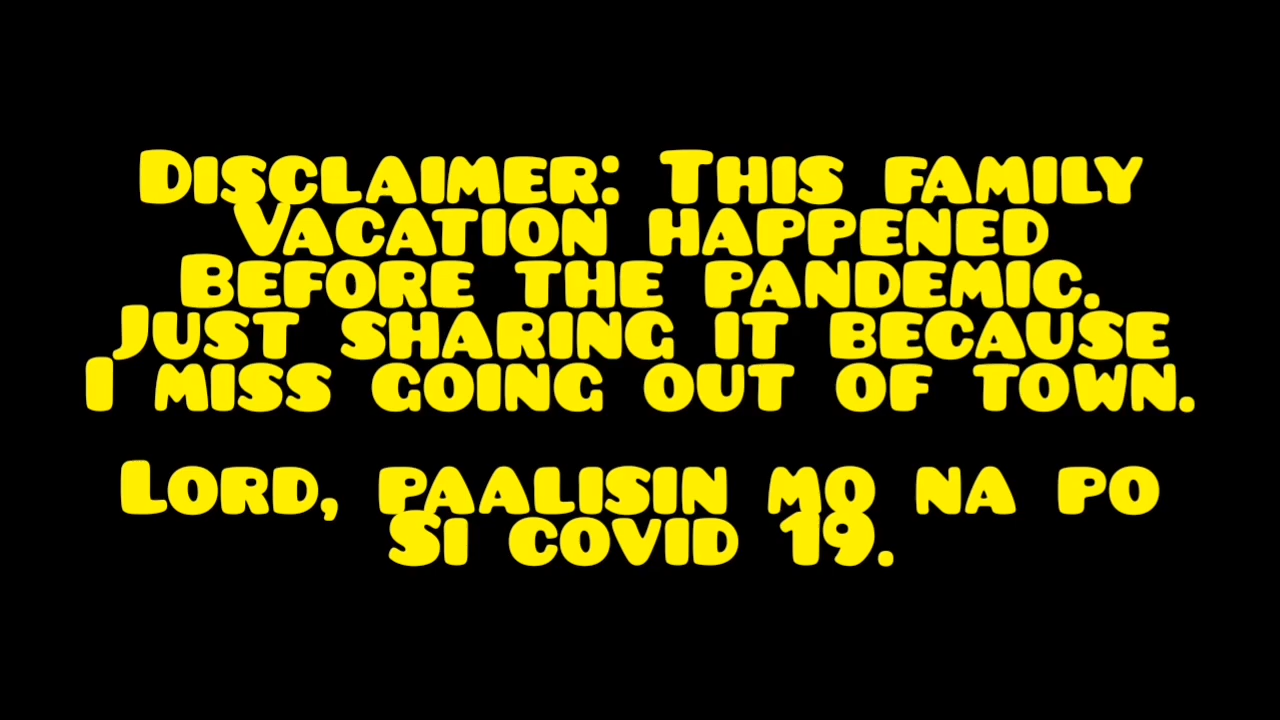 Disclaimer: This family
Vacation happened
Before the pandemic.
Just sharing it because
I miss going out of town.
Lord, paalisin mo na po
Si covid 19.